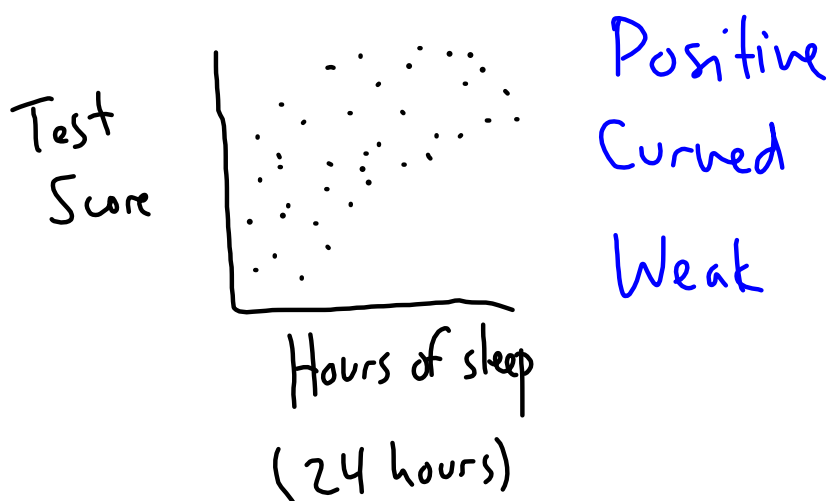 Test
Score
Hours of sleep
(24 hours)
Positive
Curved
Weak